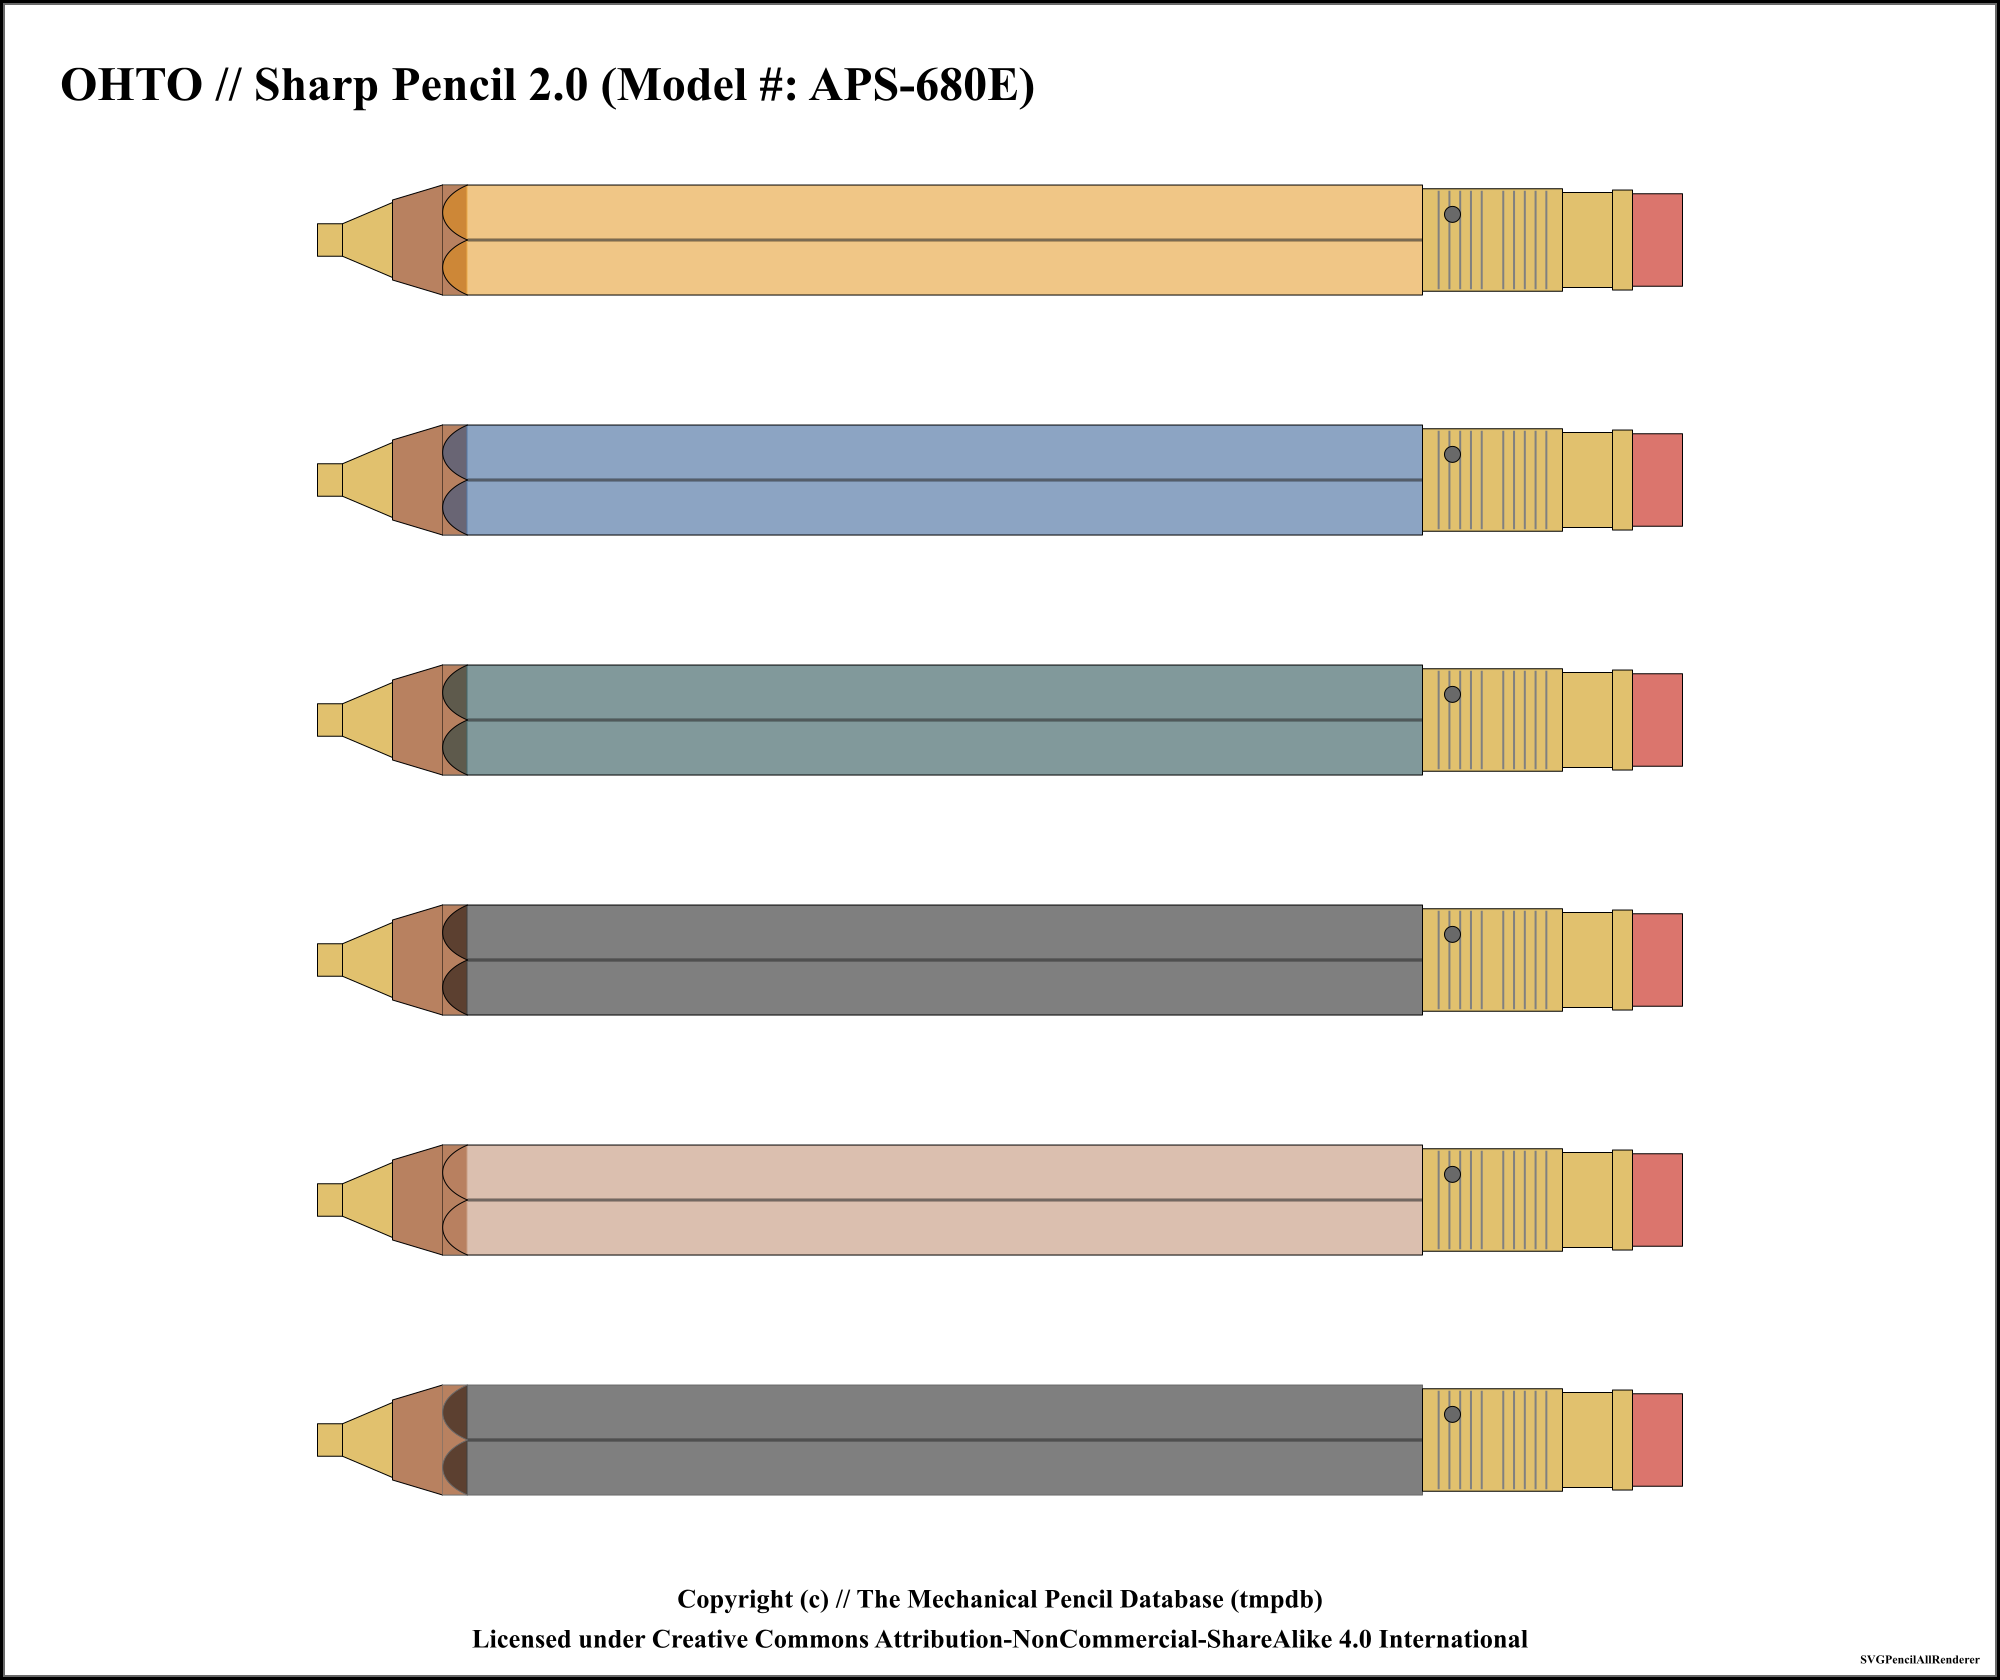 OHTO // Sharp Pencil 2.0 (Model #: APS-680E)
Copyright (c) // The Mechanical Pencil Database (tmpdb)
Licensed under Creative Commons Attribution-NonCommercial-ShareAlike 4.0 International
SVGPencilAllRenderer